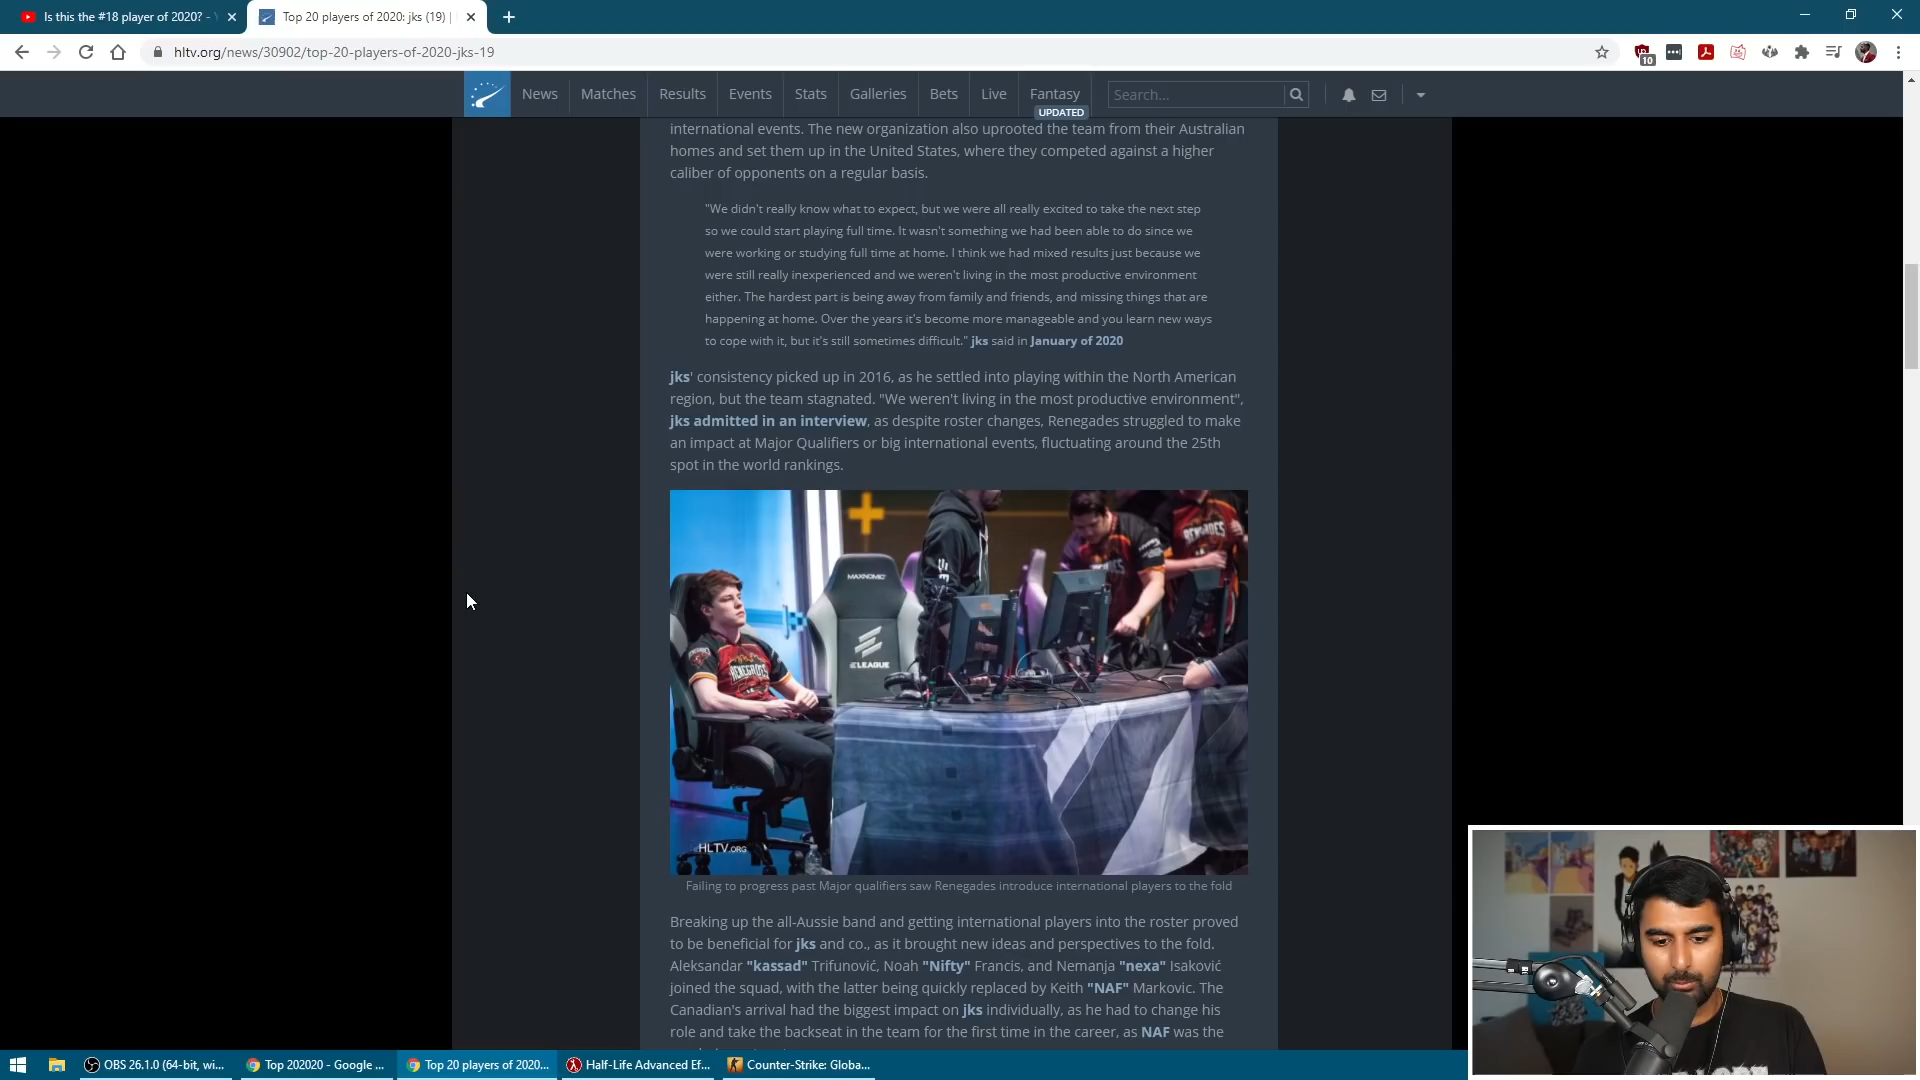 Is this the #18 player of 2020? -
Top 20 players of 2020: jks (19) |
hltv.org/news/30902/top-20-players-of-2020-jks-19
10
News
Matches
Results
Events
Stats
Galleries
Bets
Live
Fantasy
UPDATED
Search...
international events. The new organization also uprooted the team from their Australian
homes and set them up in the United States, where they competed against a higher
caliber of opponents on a regular basis.
"We didn't really know what to expect, but we were all really excited to take the next step
so we could start playing full time. It wasn't something we had been able to do since we
were working or studying full time at home. I think we had mixed results just because we
were still really inexperienced and we weren't living in the most productive environment
either. The hardest part is being away from family and friends, and missing things that are
happening at home. Over the years it's become more manageable and you learn new ways
to cope with it, but it's still sometimes difficult." jks said in January of 2020
jks' consistency picked up in 2016, as he settled into playing within the North American
region, but the team stagnated. "We weren't living in the most productive environment",
jks admitted in an interview, as despite roster changes, Renegades struggled to make
an impact at Major Qualifiers or big international events, fluctuating around the 25th
spot in the world rankings.
MAXNOMIC
ELEAGUE
RENEGADES
RENEGADES
HLTV.ORG
Failing to progress past Major qualifiers saw Renegades introduce international players to the fold
Breaking up the all-Aussie band and getting international players into the roster proved
to be beneficial for jks and co., as it brought new ideas and perspectives to the fold.
Aleksandar "kassad" Trifunović, Noah "Nifty" Francis, and Nemanja "nexa" Isaković
joined the squad, with the latter being quickly replaced by Keith "NAF" Markovic. The
Canadian's arrival had the biggest impact on jks individually, as he had to change his
role and take the backseat in the team for the first time in the career, as NAF was the
OBS 26.1.0 (64-bit, wi...
Top 202020 - Google ...
Top 20 players of 2020...
Half-Life Advanced Ef...
Counter-Strike: Globa...